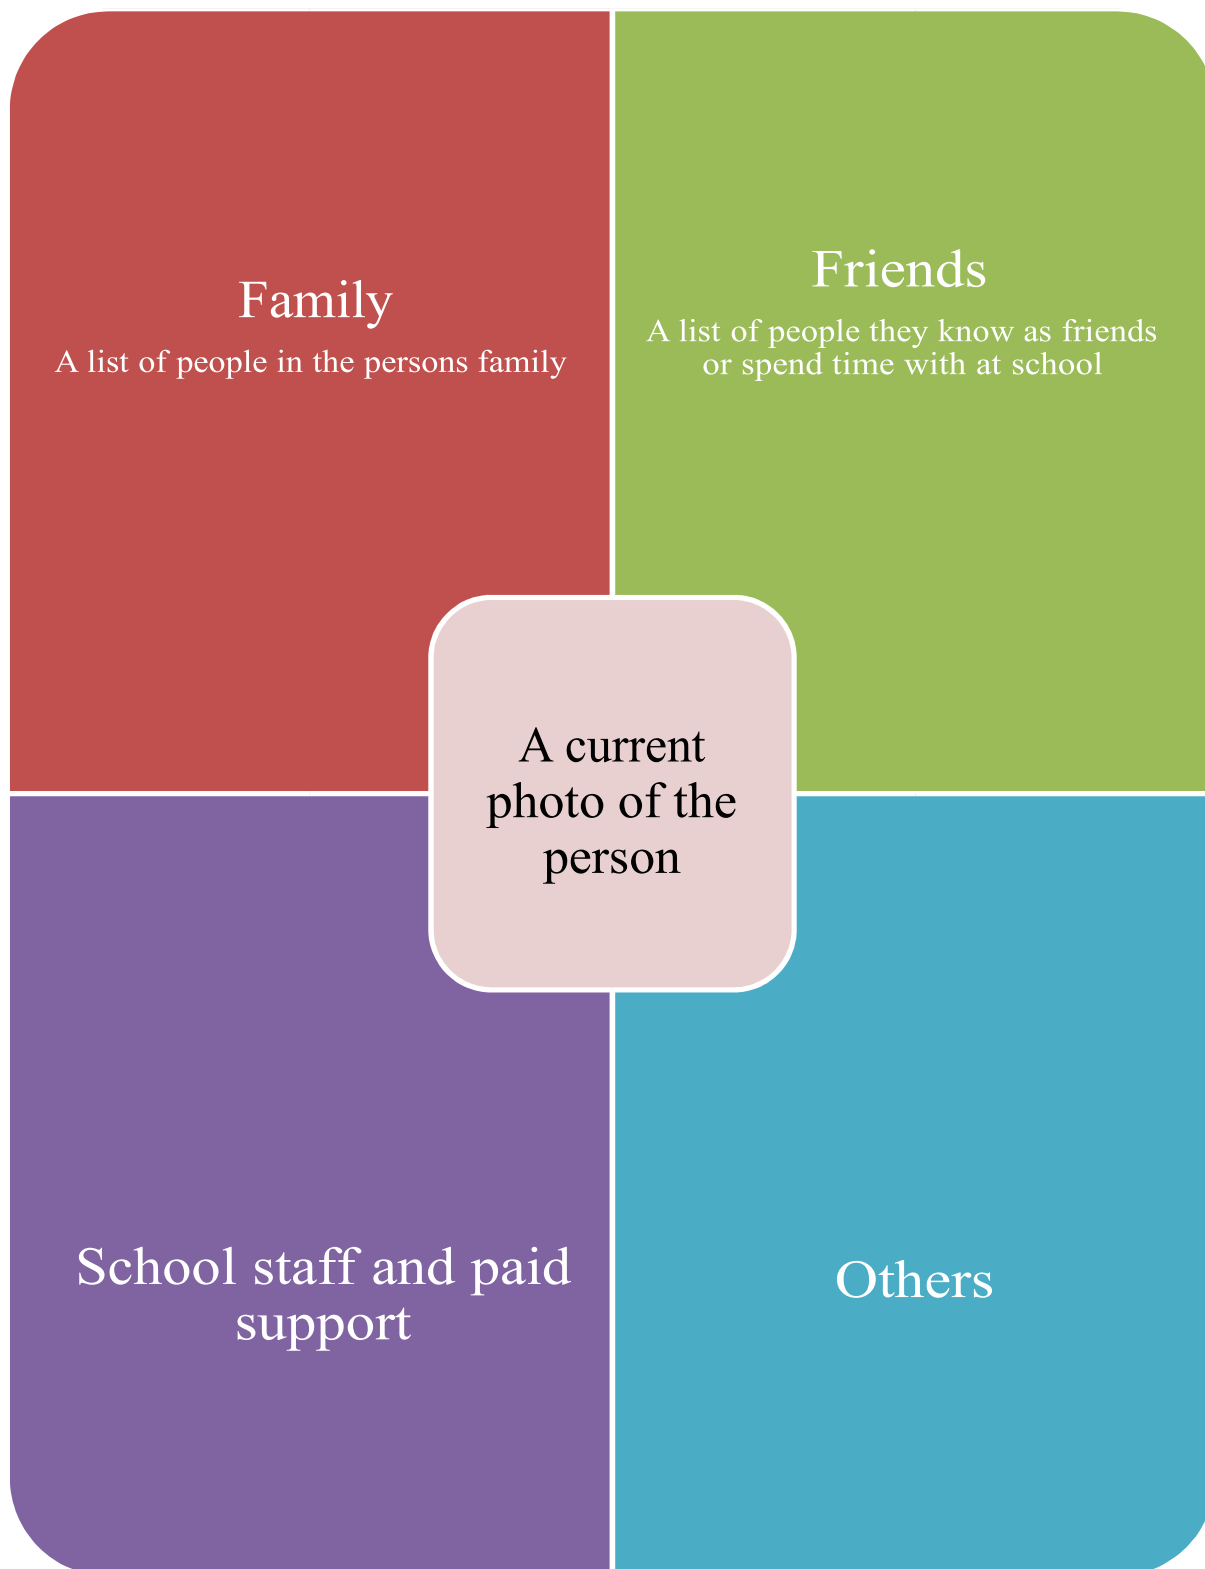 Family
A list of people in the persons family
Friends
A list of people they know as friends
or spend time with at school
A current
photo of the
person
School staff and paid
support
Others